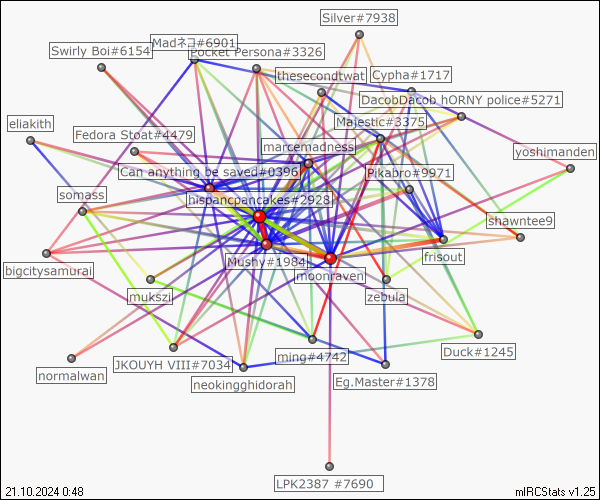 Silver#7938
Madネコ#6901
Swirly Boi#6154
Pocket Persona#3326
thesecondtwat
Cypha#1717
DacobDacob hORNY police#5271
Majestic#3375
eliakith
Fedora Stoat#4479
marcemadness
yoshimanden
Can anything be saved#0396
Pikabro#9971
somass
hispancpancakes#2928
Shawntee9
frisout
Mushy#1984
bigcitysamurai
moonraven
mukszi
zebula
Duck#1245
ming#4742
JKOUYH VIII#7034
normalwan
neokingghidorah
Eg.Master#1378
LPK2387 #7690
21.10.2024 0:48
mIRCStats v1.25